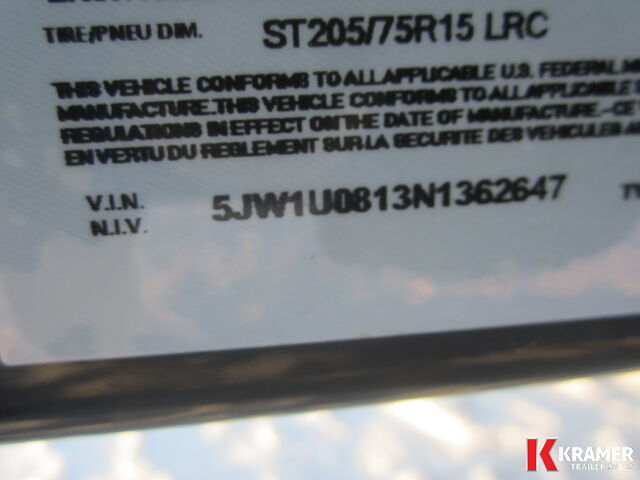 TIRE/PNEU DIM. ST205/75R15 LRC
THIS VEHICLE CONFORMS TO ALL APPLICABLE U.S. FEDERAL
MANUFACTURE.THIS VEHICLE CONFORMS TO ALL APPLICABLE
REGULATIONS IN EFFECT ON THE DATE OF MANUFACTURE.-CE
EN VERTU DU REGLEMENT SUR LA SECURITE DES VEHICULES
V.I.N. 5JW1U0813N1362647
N.I.V.
KRAMER
TRAILER SALES